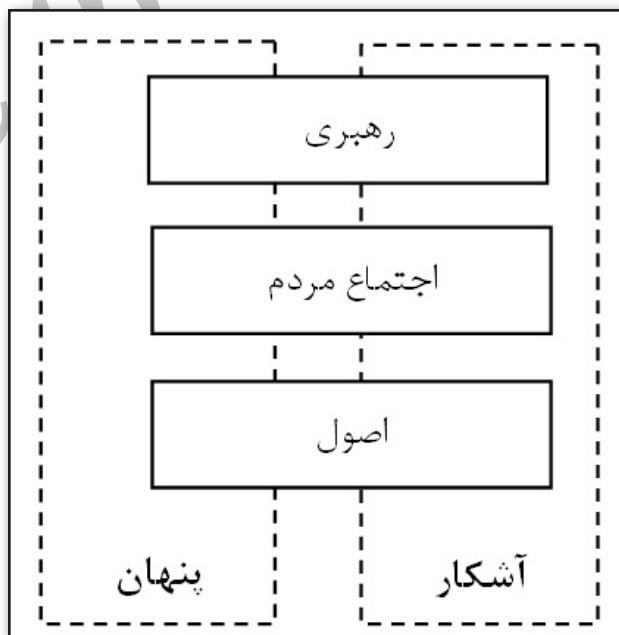 رهبری
اجتماع مردم
اصول
آشکار
پنهان